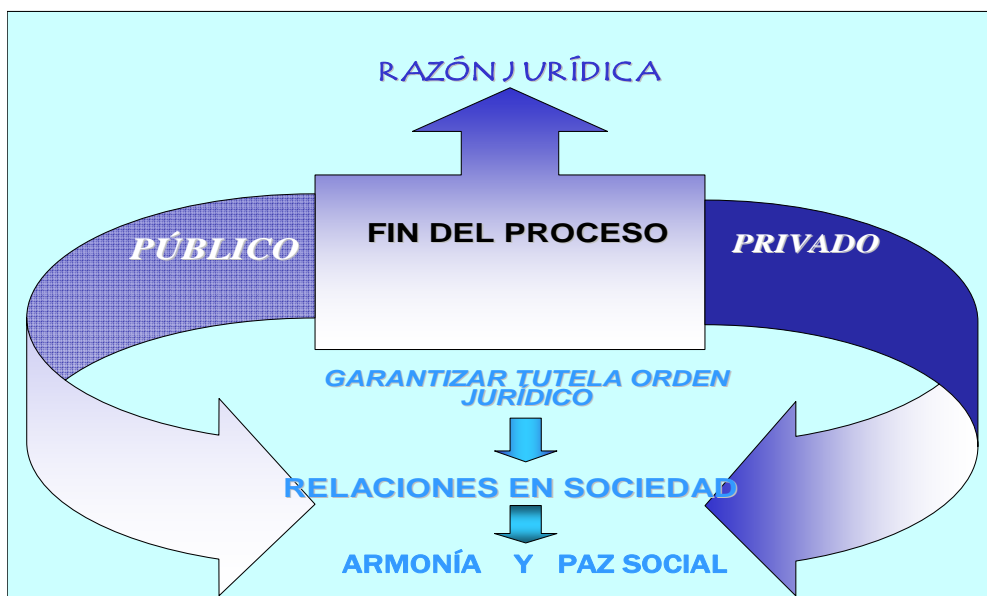 RAZÓN JURÍDICA
FIN DEL PROCESO
PÚBLICO
PRIVADO
GARANTIZAR TUTELA ORDEN
JURÍDICO
RELACIONES EN SOCIEDAD
ARMONÍA Y PAZ SOCIAL